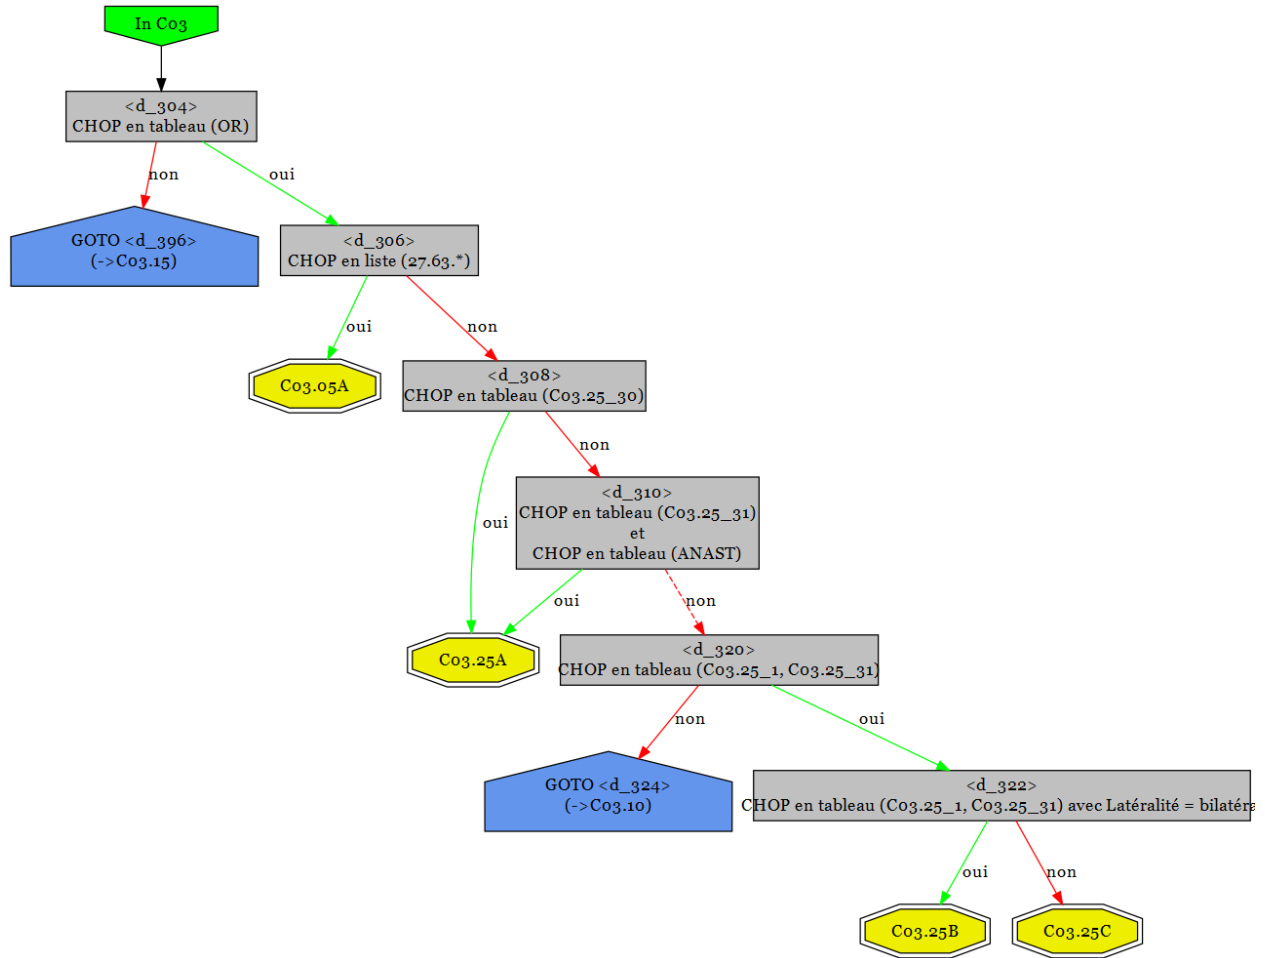 In C03
<d_304>
CHOP en tableau (OR)
non
oui
GOTO <d_396>
(->C03.15)
<d_306>
CHOP en liste (27.63.*)
oui
non
C03.05A
<d_308>
CHOP en tableau (C03.25_30)
non
oui
<d_310>
CHOP en tableau (C03.25_31)
et
CHOP en tableau (ANAST)
oui
non
C03.25A
<d_320>
CHOP en tableau (C03.25_1, C03.25_31)
non
oui
GOTO <d_324>
(->C03.10)
<d_322>
CHOP en tableau (C03.25_1, C03.25_31) avec Latéralité = bilatéra
oui
non
C03.25B
C03.25C